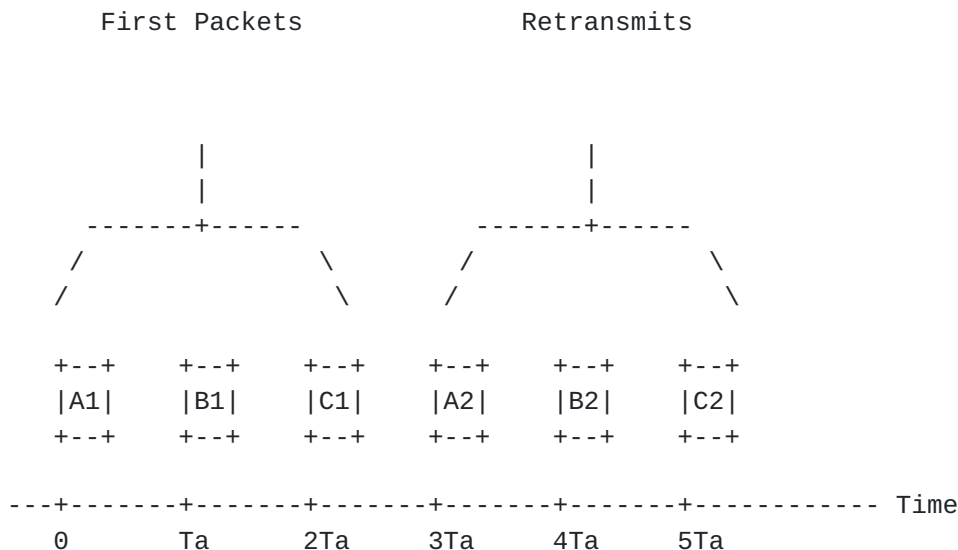 First Packets Retransmits
|A1| |B1| |C1| |A2| |B2| |C2|
Time
0 Ta 2Ta 3Ta 4Ta 5Ta